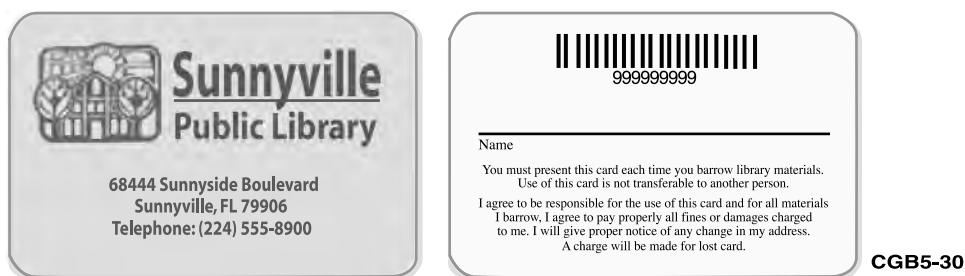 Sunnyville
Public Library
68444 Sunnyside Boulevard
Sunnyville, FL 79906
Telephone: (224) 555-8900
999999999
Name
You must present this card each time you barrow library materials.
Use of this card is not transferable to another person.
I agree to be responsible for the use of this card and for all materials
I barrow, I agree to pay properly all fines or damages charged
to me. I will give proper notice of any change in my address.
A charge will be made for lost card.
CGB5-30